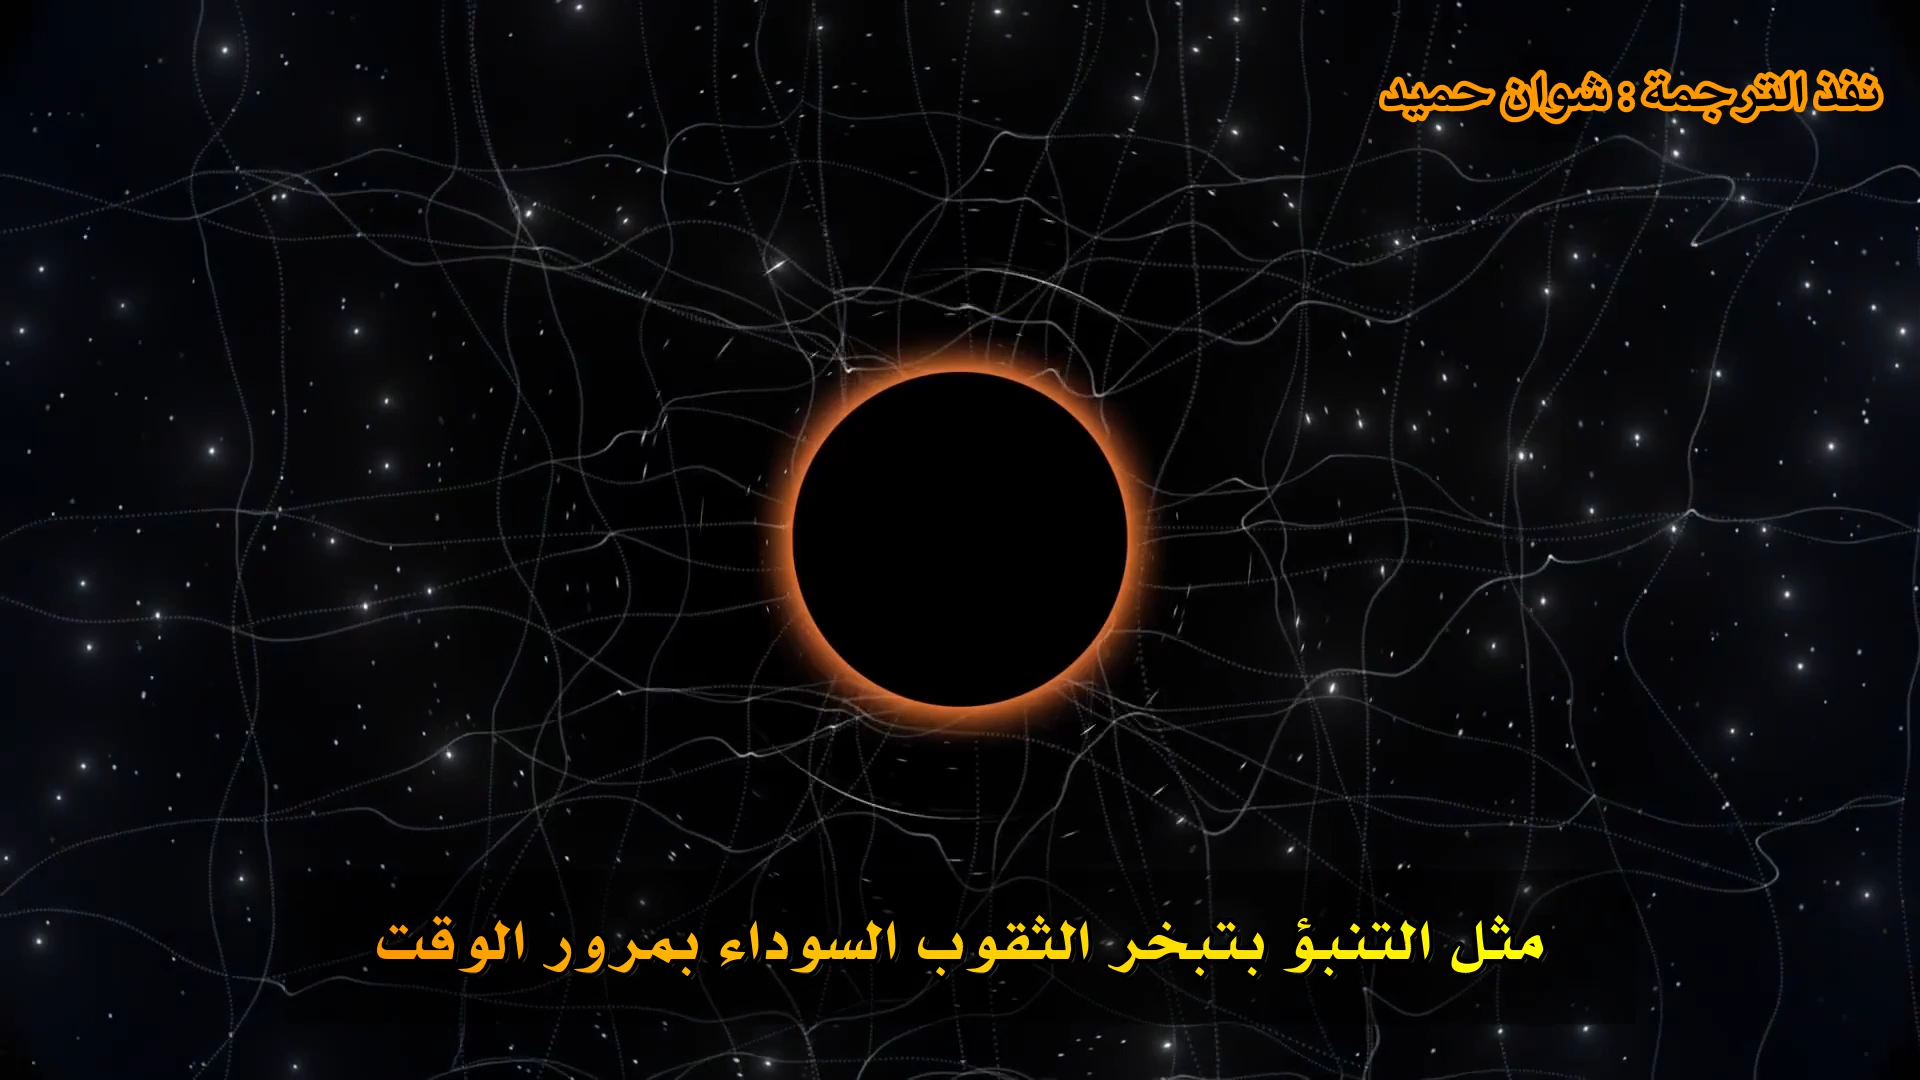 نفذ الترجمة : شوان حميد
مثل التنبؤ بتبخر الثقوب السوداء بمرور الوقت